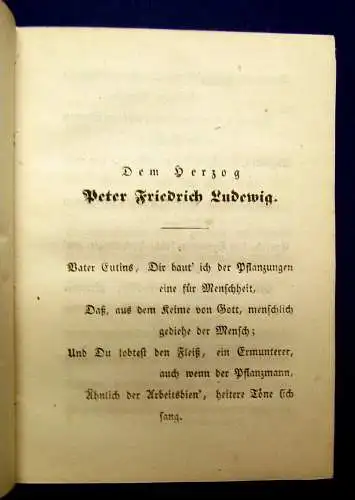 Dem Herzog
Peter Friedrich Ludewig.
Vater Eutins, Dir baut' ich der Pflanzungen
eine für Menschheit,
Daß, aus dem Keime von Gott, menschlich
gediehe der Mensch;
Und Du lobtest den Fleiß, ein Ermunterer,
auch wenn der Pflanzmann,
Ähnlich der Arbeitsbien', heitere Töne sich
sang.